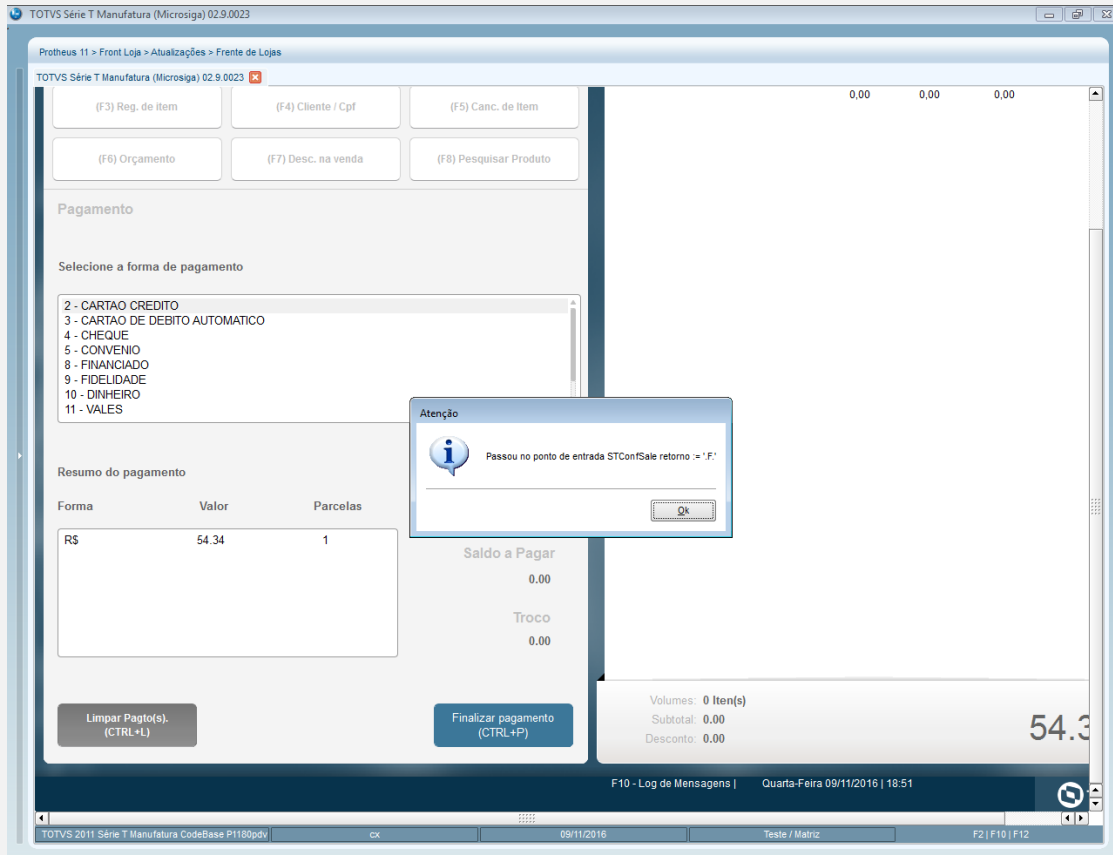 TOTVS Série T Manufatura (Microsiga) 02.9.0023
Protheus 11 > Front Loja > Atualizações > Frente de Lojas
TOTVS Série T Manufatura (Microsiga) 02.9.0023
(F3) Reg. de item
(F4) Cliente / Cpf
(F5) Canc. de Item
0,00 0,00 0,00
(F6) Orçamento
(F7) Desc. na venda
(F8) Pesquisar Produto
Pagamento
Selecione a forma de pagamento
2 - CARTAO CREDITO
3 - CARTAO DE DEBITO AUTOMATICO
4 - CHEQUE
5 - CONVENIO
8 - FINANCIADO
9 - FIDELIDADE
10 - DINHEIRO
11 - VALES
Atenção
Passou no ponto de entrada STConfSale retorno := '.F.'
Ok
Resumo do pagamento
Forma Valor Parcelas
R$ 54.34 1
Saldo a Pagar
0.00
Troco
0.00
Limpar Pagto(s).
(CTRL+L)
Finalizar pagamento
(CTRL+P)
Volumes: 0 Iten(s)
Subtotal: 0.00
Desconto: 0.00
54.3
F10 - Log de Mensagens | Quarta-Feira 09/11/2016 | 18:51
TOTVS 2011 Série T Manufatura CodeBase P1180pdv
cx
09/11/2016
Teste / Matriz
F2 | F10 | F12